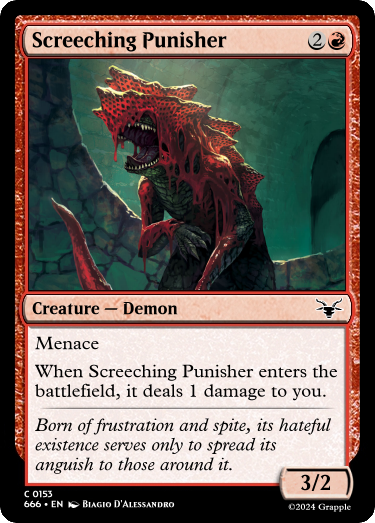 Screeching Punisher 2
Creature — Demon
Menace
When Screeching Punisher enters the
battlefield, it deals 1 damage to you.
Born of frustration and spite, its hateful
existence serves only to spread its
anguish to those around it.
3/2
C 0153
666 • EN Biagio D'Alessandro
©2024 Grapple